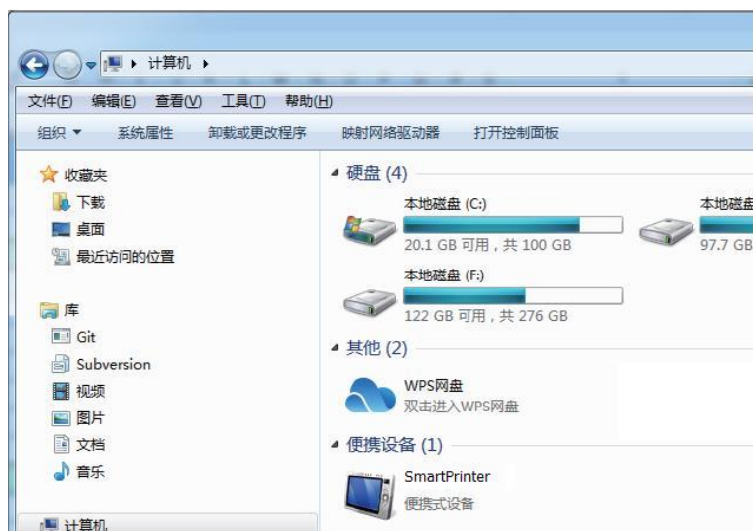 计算机
文件(F) 编辑(E) 查看(V) 工具(T) 帮助(H)
组织 系统属性 卸载或更改程序 映射网络驱动器 打开控制面板
收藏夹
下载
桌面
最近访问的位置
库
Git
Subversion
视频
图片
文档
音乐
计算机
硬盘 (4)
本地磁盘 (C:)
20.1 GB 可用，共 100 GB
本地磁盘
97.7 GB
本地磁盘 (F:)
122 GB 可用，共 276 GB
其他 (2)
WPS网盘
双击进入WPS网盘
便携设备 (1)
SmartPrinter
便携式设备